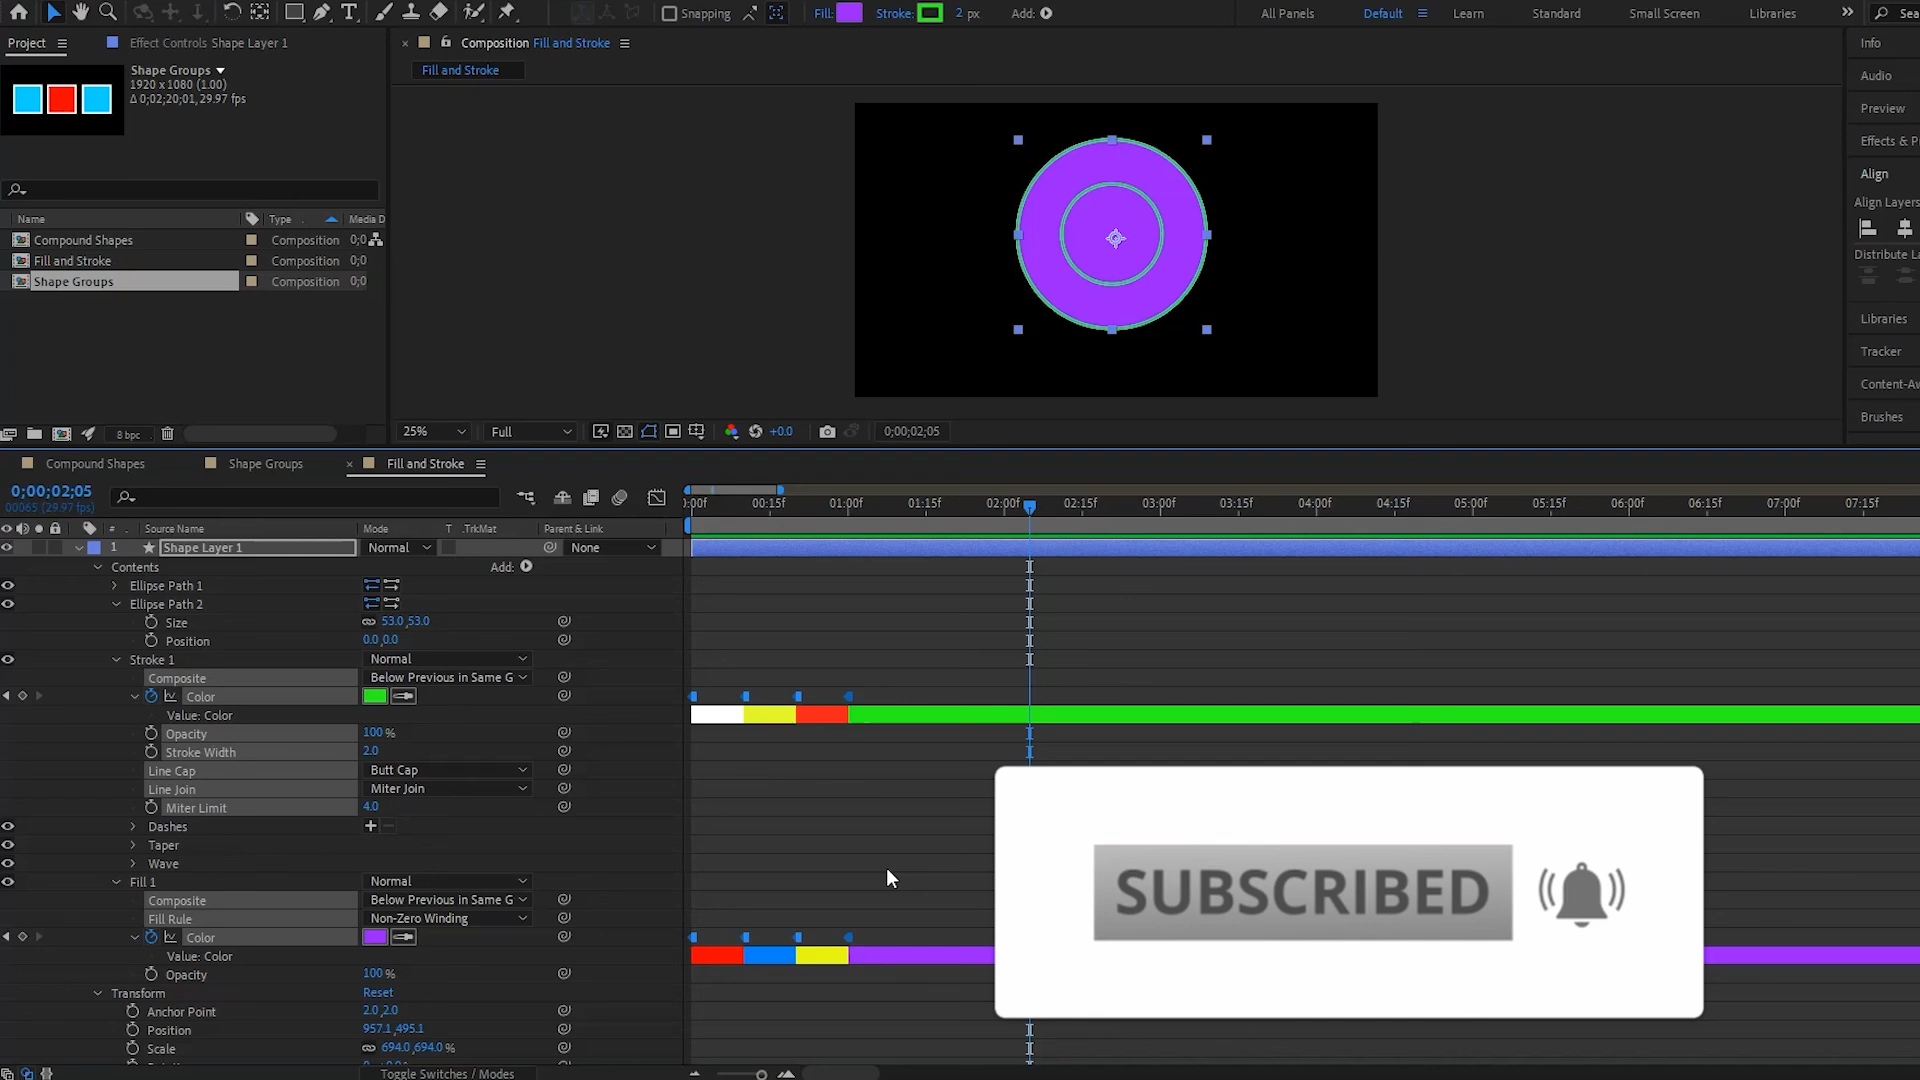 Snapping Fill: Stroke: 2 px Add: All Panels Default Learn Standard Small Screen Libraries Sea
Project Effect Controls Shape Layer 1 Composition Fill and Stroke Info
Shape Groups Fill and Stroke
1920 x 1080 (1.00) Audio
Δ 0;02;20;01, 29.97 fps
Preview
Effects & P
Align
Align Layers
Name Type Media D
Compound Shapes Composition 0;0
Fill and Stroke Composition 0;0 Distribute L
Shape Groups Composition 0;0
Libraries
Tracker
Content-Aw
Brushes
8 bpc 25% Full +0.0 0;00;02;05
Compound Shapes Shape Groups Fill and Stroke
0;00;02;05
00065 (29.97 fps) 00f 00:15f 01:00f 01:15f 02:00f 02:15f 03:00f 03:15f 04:00f 04:15f 05:00f 05:15f 06:00f 06:15f 07:00f 07:15f
# Source Name Mode T .TrkMat Parent & Link
1 Shape Layer 1 Normal None
Contents Add:
Ellipse Path 1
Ellipse Path 2
Size 53.0,53.0
Position 0.0,0.0
Stroke 1 Normal
Composite Below Previous in Same G
Color
Value: Color
Opacity 100 %
Stroke Width 2.0
Line Cap Butt Cap
Line Join Miter Join
Miter Limit 4.0
Dashes + −
Taper
Wave
Fill 1 Normal
Composite Below Previous in Same G
Fill Rule Non-Zero Winding
Color
Value: Color
Opacity 100 %
Transform Reset
Anchor Point 2.0,2.0
Position 957.1,495.1
Scale 694.0,694.0 %
Toggle Switches / Modes
SUBSCRIBED